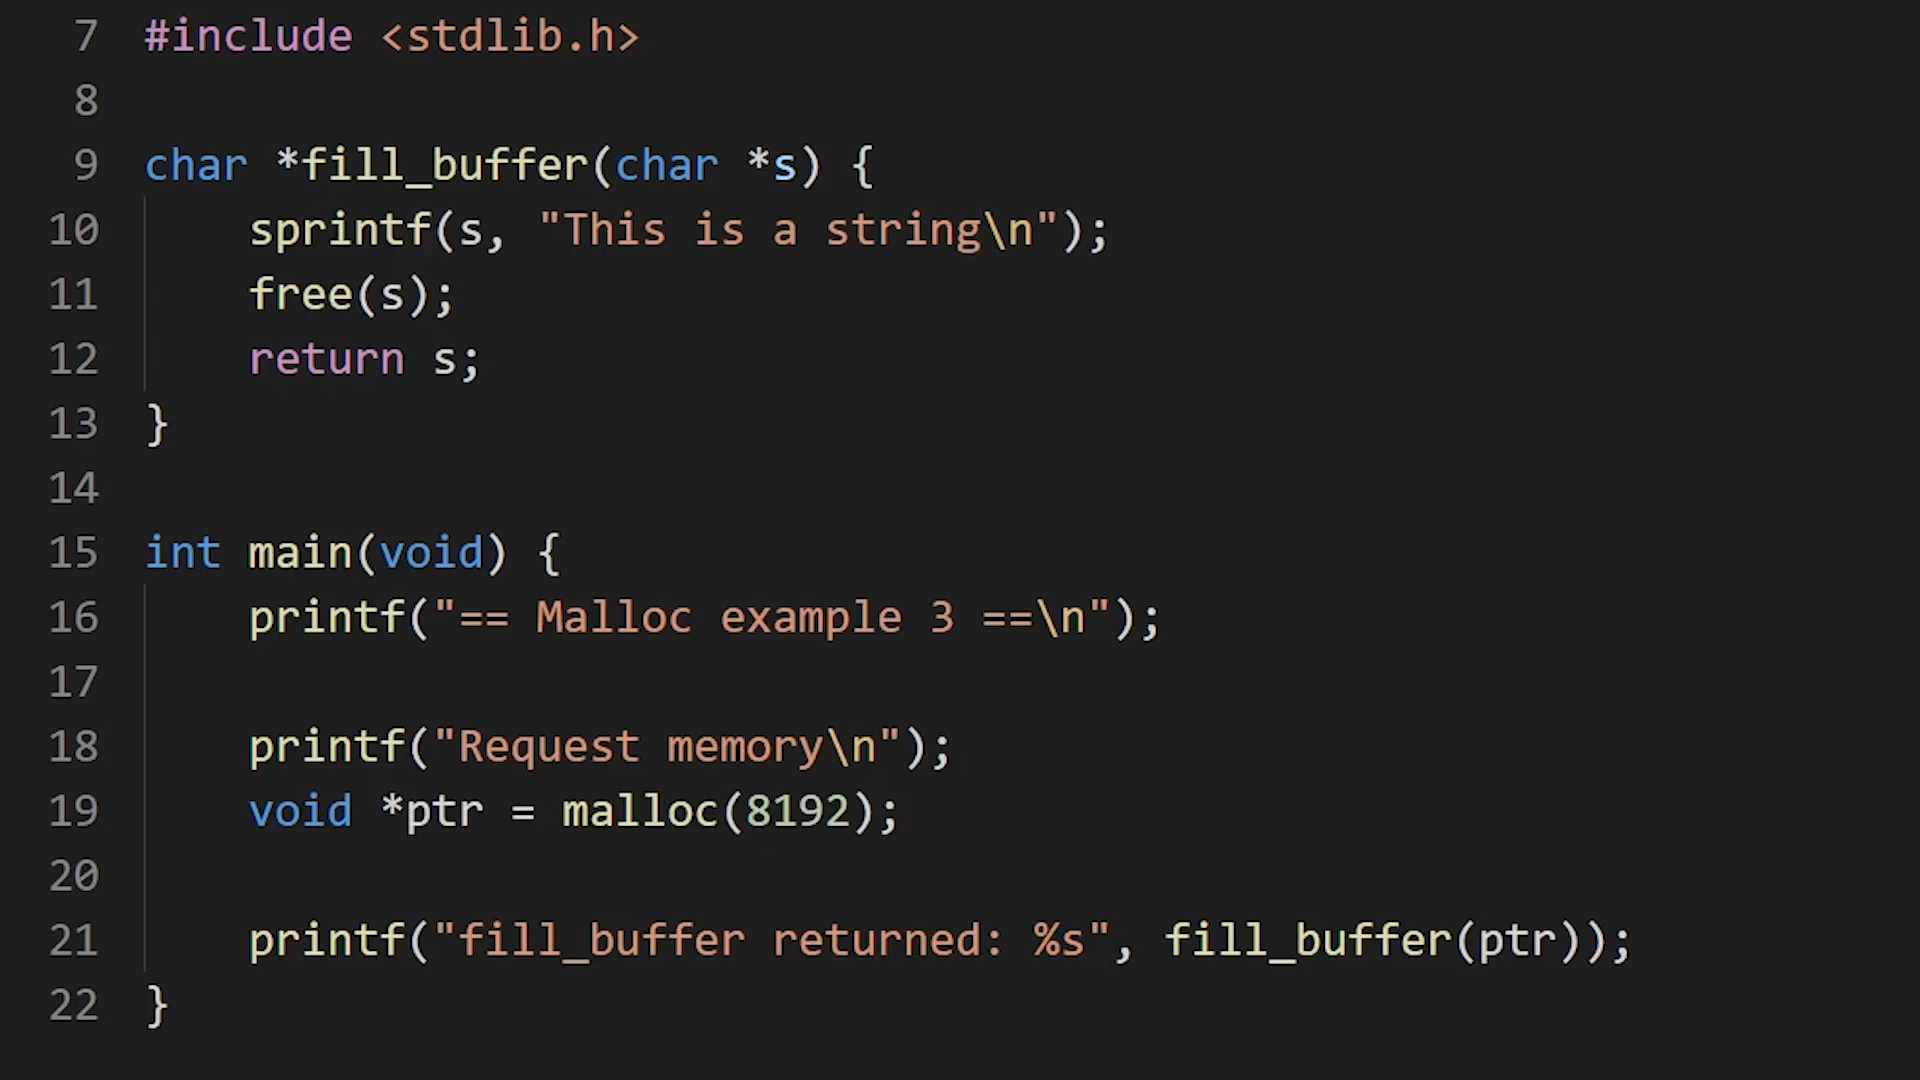 7 #include <stdlib.h>
8
9 char *fill_buffer(char *s) {
10     sprintf(s, "This is a string\n");
11     free(s);
12     return s;
13 }
14
15 int main(void) {
16     printf("== Malloc example 3 ==\n");
17
18     printf("Request memory\n");
19     void *ptr = malloc(8192);
20
21     printf("fill_buffer returned: %s", fill_buffer(ptr));
22 }